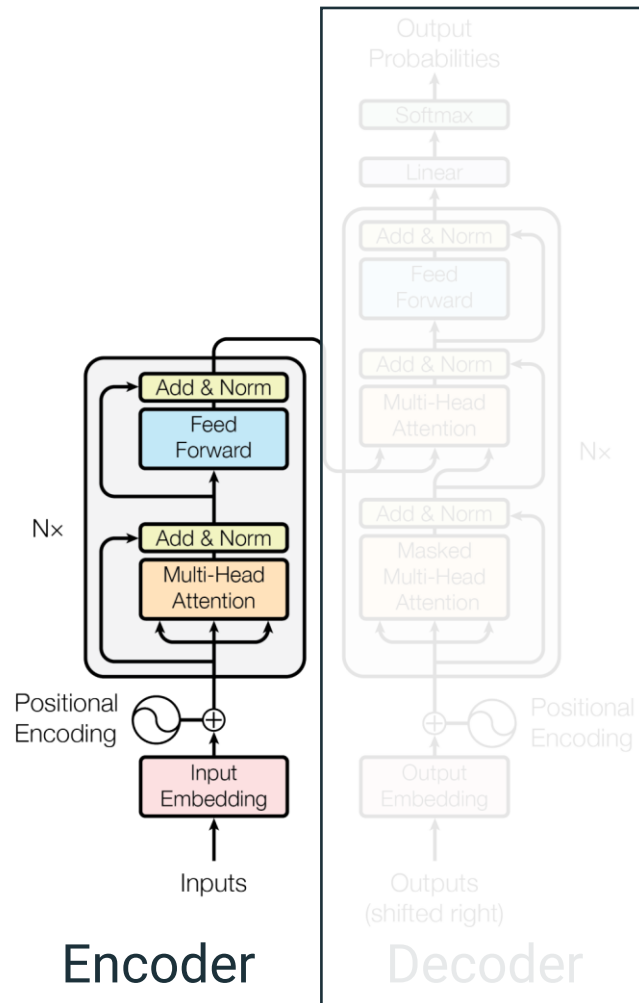 Output
Probabilities
Softmax
Linear
Add & Norm
Feed
Forward
Add & Norm
Multi-Head
Attention
Nx
Add & Norm
Masked
Multi-Head
Attention
Positional
Encoding
Output
Embedding
Outputs
(shifted right)
Decoder
Add & Norm
Feed
Forward
Nx
Add & Norm
Multi-Head
Attention
Positional
Encoding
Input
Embedding
Inputs
Encoder